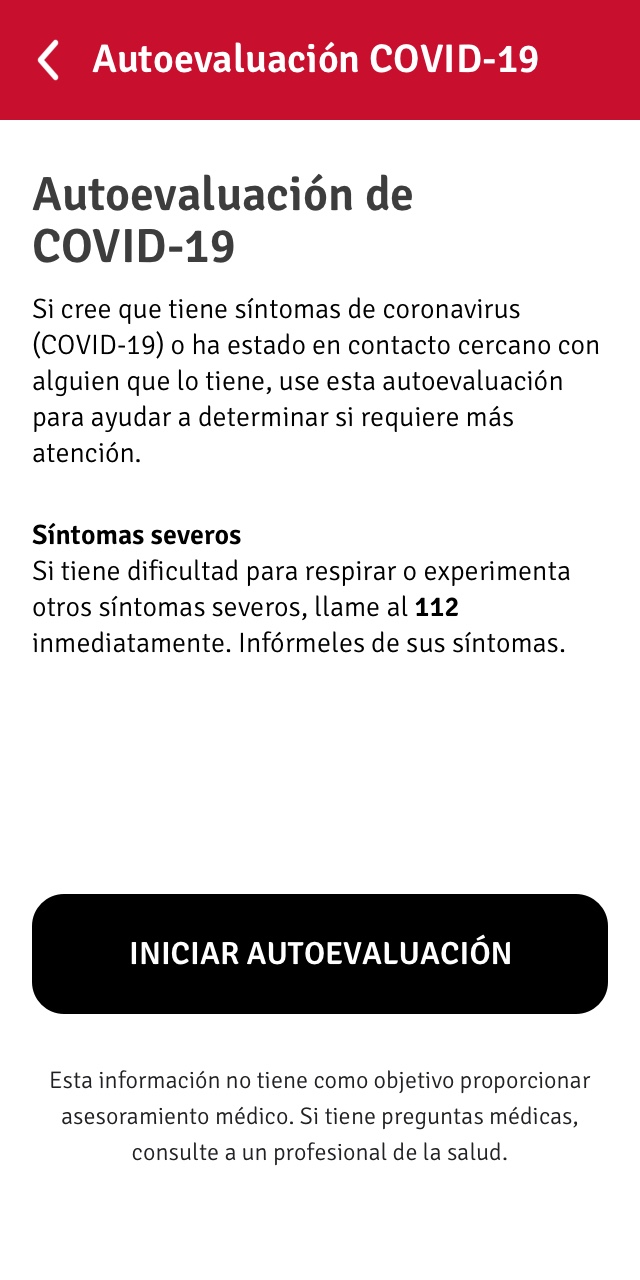 Autoevaluación COVID-19
Autoevaluación de
COVID-19
Si cree que tiene síntomas de coronavirus
(COVID-19) o ha estado en contacto cercano con
alguien que lo tiene, use esta autoevaluación
para ayudar a determinar si requiere más
atención.
Síntomas severos
Si tiene dificultad para respirar o experimenta
otros síntomas severos, llame al 112
inmediatamente. Infórmeles de sus síntomas.
INICIAR AUTOEVALUACIÓN
Esta información no tiene como objetivo proporcionar
asesoramiento médico. Si tiene preguntas médicas,
consulte a un profesional de la salud.